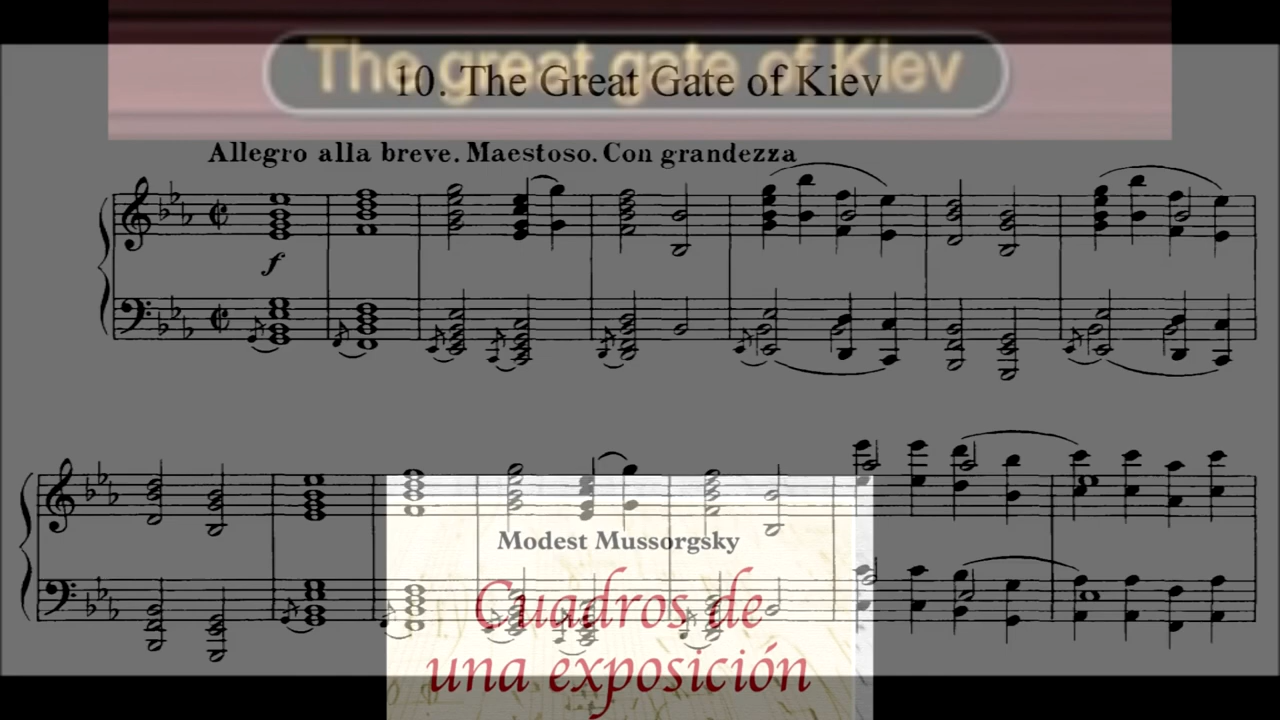 The great gate of Kiev
10. The Great Gate of Kiev
Allegro alla breve. Maestoso. Con grandezza
f
Modest Mussorgsky
Cuadros de
una exposición